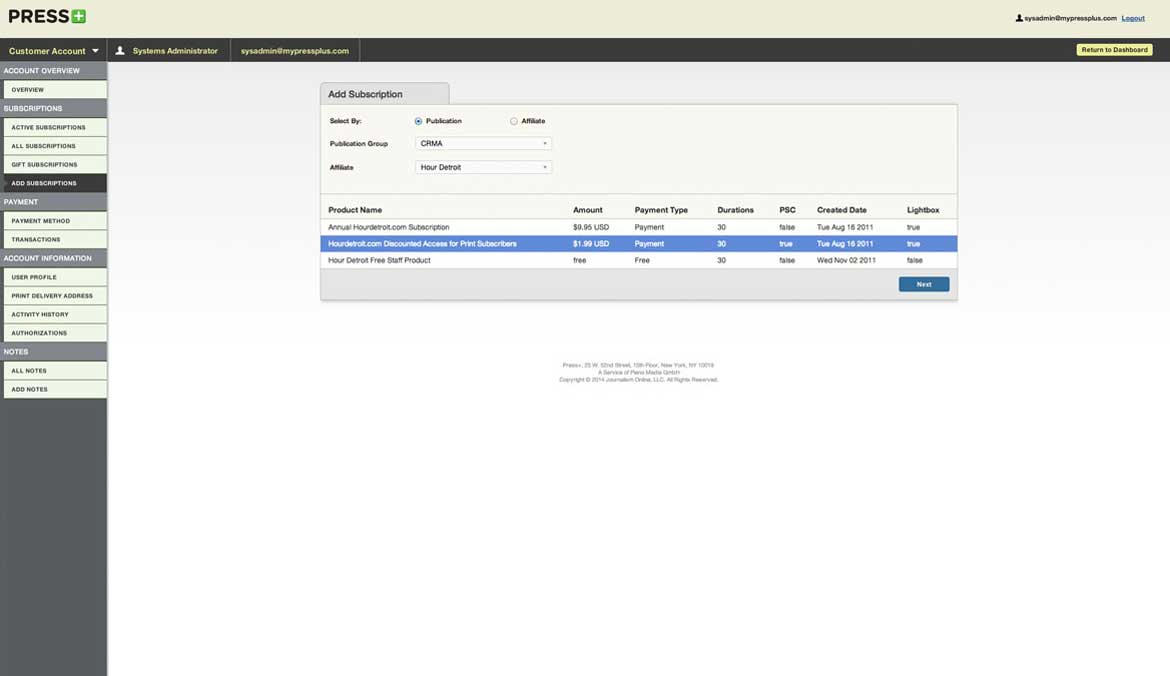 PRESS+
sysadmin@mypressplus.com Logout
Customer Account Systems Administrator sysadmin@mypressplus.com Return to Dashboard
ACCOUNT OVERVIEW
OVERVIEW
SUBSCRIPTIONS
ACTIVE SUBSCRIPTIONS
ALL SUBSCRIPTIONS
GIFT SUBSCRIPTIONS
ADD SUBSCRIPTIONS
PAYMENT
PAYMENT METHOD
TRANSACTIONS
ACCOUNT INFORMATION
USER PROFILE
PRINT DELIVERY ADDRESS
ACTIVITY HISTORY
AUTHORIZATIONS
NOTES
ALL NOTES
ADD NOTES
Add Subscription
Select By: Publication Affiliate
Publication Group CRMA
Affiliate Hour Detroit
Product Name Amount Payment Type Durations PSC Created Date Lightbox
Annual Hourdetroit.com Subscription $9.95 USD Payment 30 false Tue Aug 16 2011 true
Hourdetroit.com Discounted Access for Print Subscribers $1.99 USD Payment 30 true Tue Aug 16 2011 true
Hour Detroit Free Staff Product free Free 30 false Wed Nov 02 2011 false
Next
Press+, 25 W. 52nd Street, 15th Floor, New York, NY 10019
A Service of Piano Media GmbH
Copyright © 2014 Journalism Online, LLC. All Rights Reserved.